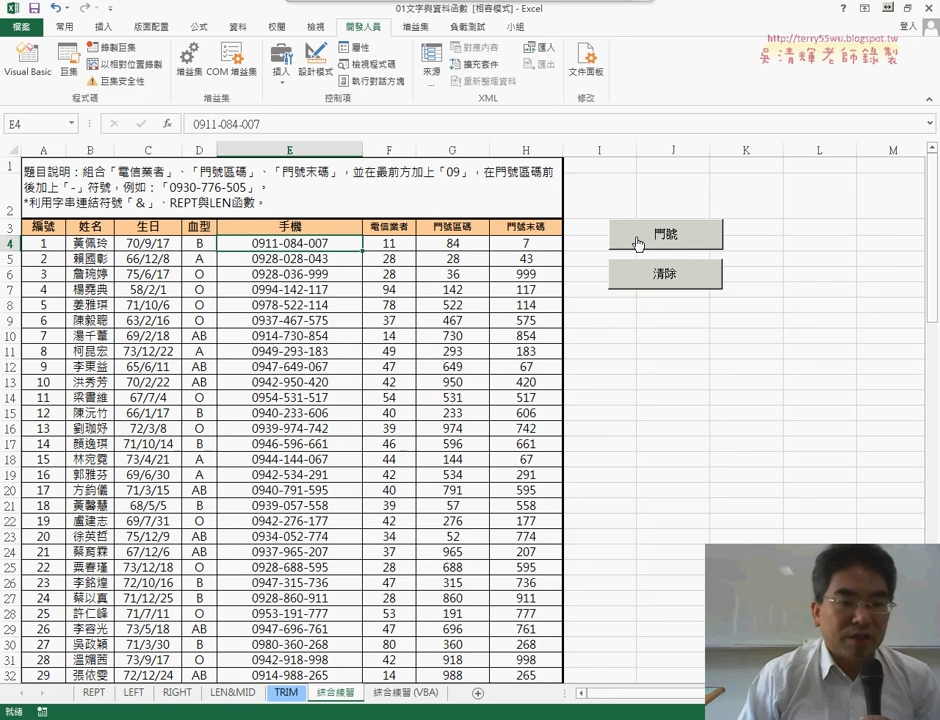 01文字與資料函數 [相容模式] - Excel
檔案 常用 插入 版面配置 公式 資料 校閱 檢視 開發人員 增益集 負載測試 小組 登入
http://terry55wu.blogspot.tw
吳清輝老師錄製
Visual Basic 巨集 錄製巨集 以相對位置錄製 巨集安全性
增益集 COM 增益集 插入 設計模式 屬性 檢視程式碼 執行對話方塊
來源 對應內容 擴充套件 重新整理資料 匯入 匯出 文件面板
程式碼 增益集 控制項 XML 修改
E4 0911-084-007
A B C D E F G H I J K L M
題目說明：組合「電信業者」、「門號區碼」、「門號末碼」，並在最前方加上「09」，在門號區碼前
後加上「-」符號，例如：「0930-776-505」。
*利用字串連結符號「&」、REPT與LEN函數。
3 編號 姓名 生日 血型 手機 電信業者 門號區碼 門號末碼
4 1 黃佩玲 70/9/17 B 0911-084-007 11 84 7
5 2 賴國彰 66/12/8 A 0928-028-043 28 28 43
6 3 詹琬婷 75/6/17 O 0928-036-999 28 36 999
7 4 楊堯典 58/2/1 O 0994-142-117 94 142 117
8 5 姜雅琪 71/10/6 O 0978-522-114 78 522 114
9 6 陳毅聰 63/2/16 O 0937-467-575 37 467 575
10 7 湯千蕙 69/2/18 AB 0914-730-854 14 730 854
11 8 柯昆宏 73/12/22 A 0949-293-183 49 293 183
12 9 李東益 65/6/11 AB 0947-649-067 47 649 67
13 10 洪秀芳 70/2/22 AB 0942-950-420 42 950 420
14 11 梁書維 67/7/4 O 0954-531-517 54 531 517
15 12 陳沅竹 66/1/17 B 0940-233-606 40 233 606
16 13 劉珈妤 72/3/8 O 0939-974-742 39 974 742
17 14 顏逸琪 71/10/14 B 0946-596-661 46 596 661
18 15 林宛霓 73/4/21 A 0944-144-067 44 144 67
19 16 郭雅芬 69/6/30 A 0942-534-291 42 534 291
20 17 方鈞儀 71/3/15 AB 0940-791-595 40 791 595
21 18 黃馨慧 68/5/5 B 0939-057-558 39 57 558
22 19 盧建志 69/7/31 O 0942-276-177 42 276 177
23 20 徐英哲 75/12/9 AB 0934-052-774 34 52 774
24 21 蔡育霖 67/12/6 AB 0937-965-207 37 965 207
25 22 粟春瑾 73/12/18 O 0928-688-595 28 688 595
26 23 李銘煌 72/10/16 B 0947-315-736 47 315 736
27 24 蔡以真 71/12/25 B 0928-860-911 28 860 911
28 25 許仁峰 71/7/11 O 0953-191-777 53 191 777
29 26 李容光 73/5/18 AB 0947-696-761 47 696 761
30 27 吳政穎 71/3/30 B 0980-360-268 80 360 268
31 28 溫媚茜 73/9/17 O 0942-918-998 42 918 998
32 29 張依雯 72/12/24 AB 0914-988-265 14 988 265
門號
清除
REPT LEFT RIGHT LEN&MID TRIM 綜合練習 綜合練習 (VBA)
就緒